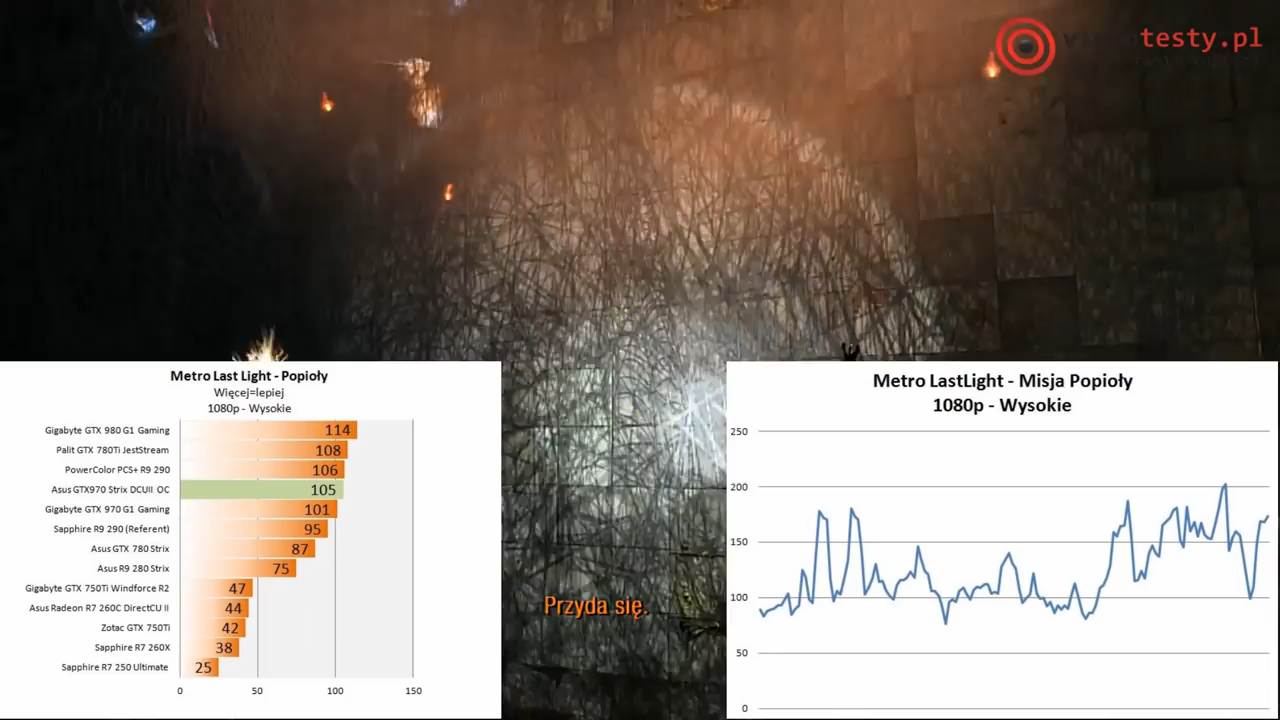 testy.pl
Metro Last Light - Popioły
Więcej=lepiej
1080p - Wysokie
Gigabyte GTX 980 G1 Gaming 114
Palit GTX 780Ti JetStream 108
PowerColor PCS+ R9 290 106
Asus GTX970 Strix DCUII OC 105
Gigabyte GTX 970 G1 Gaming 101
Sapphire R9 290 (Referent) 95
Asus GTX 780 Strix 87
Asus R9 280 Strix 75
Gigabyte GTX 750Ti Windforce R2 47
Asus Radeon R7 260C DirectCU II 44
Zotac GTX 750Ti 42
Sapphire R7 260X 38
Sapphire R7 250 Ultimate 25
0 50 100 150
Przyda się.
Metro LastLight - Misja Popioły
1080p - Wysokie
250
200
150
100
50
0